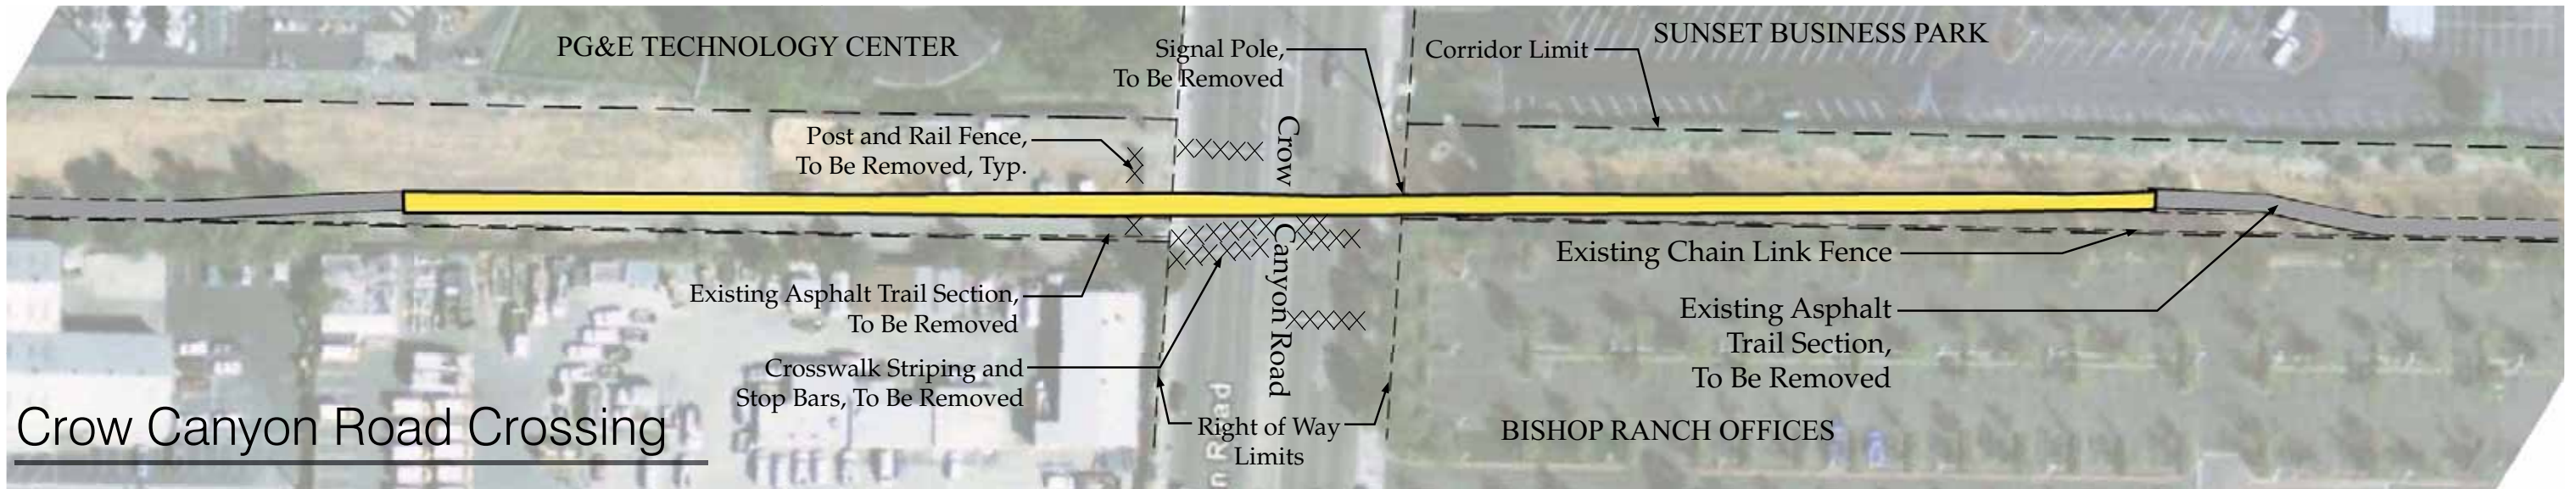 PG&E TECHNOLOGY CENTER
Signal Pole,
To Be Removed
Corridor Limit
SUNSET BUSINESS PARK
Post and Rail Fence,
To Be Removed, Typ.
Crow Canyon Road
Existing Asphalt Trail Section,
To Be Removed
Crosswalk Striping and
Stop Bars, To Be Removed
Existing Chain Link Fence
Existing Asphalt
Trail Section,
To Be Removed
Right of Way
Limits
n Road
BISHOP RANCH OFFICES
Crow Canyon Road Crossing